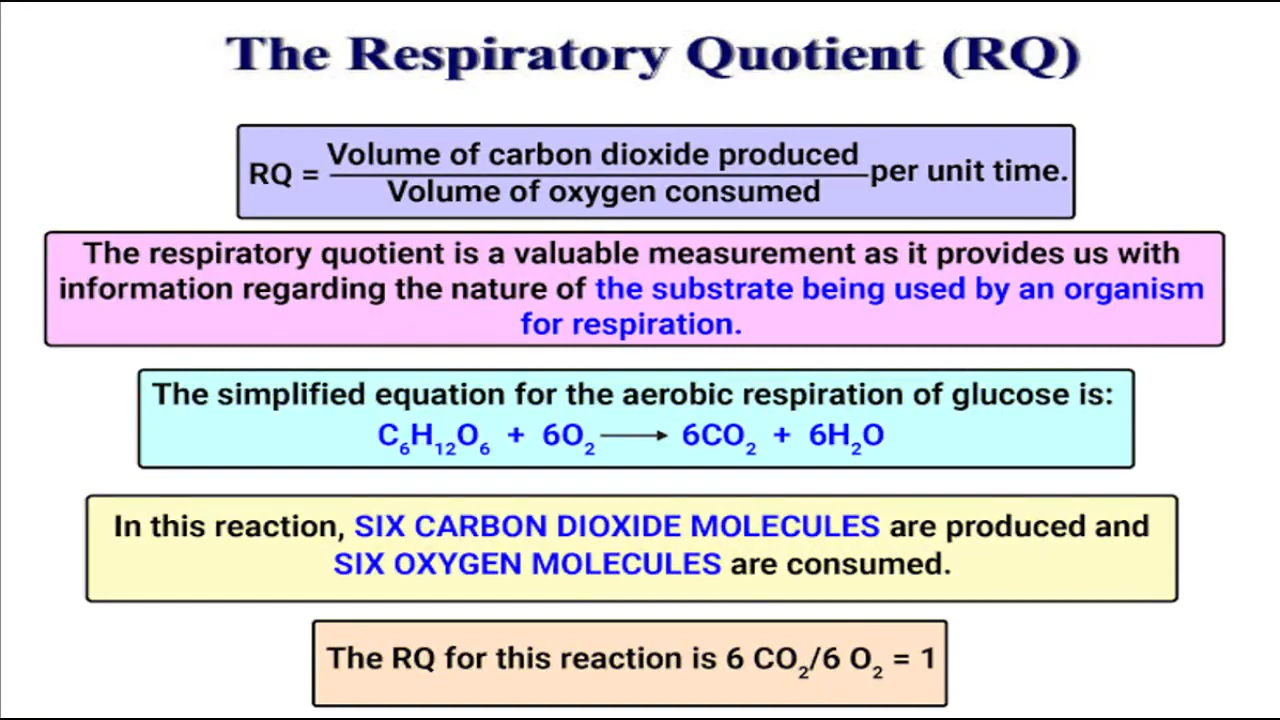 The Respiratory Quotient (RQ)
RQ = Volume of carbon dioxide produced
Volume of oxygen consumed per unit time.
The respiratory quotient is a valuable measurement as it provides us with
information regarding the nature of the substrate being used by an organism
for respiration.
The simplified equation for the aerobic respiration of glucose is:
C₆H₁₂O₆ + 6O₂ ⟶ 6CO₂ + 6H₂O
In this reaction, SIX CARBON DIOXIDE MOLECULES are produced and
SIX OXYGEN MOLECULES are consumed.
The RQ for this reaction is 6 CO₂/6 O₂ = 1